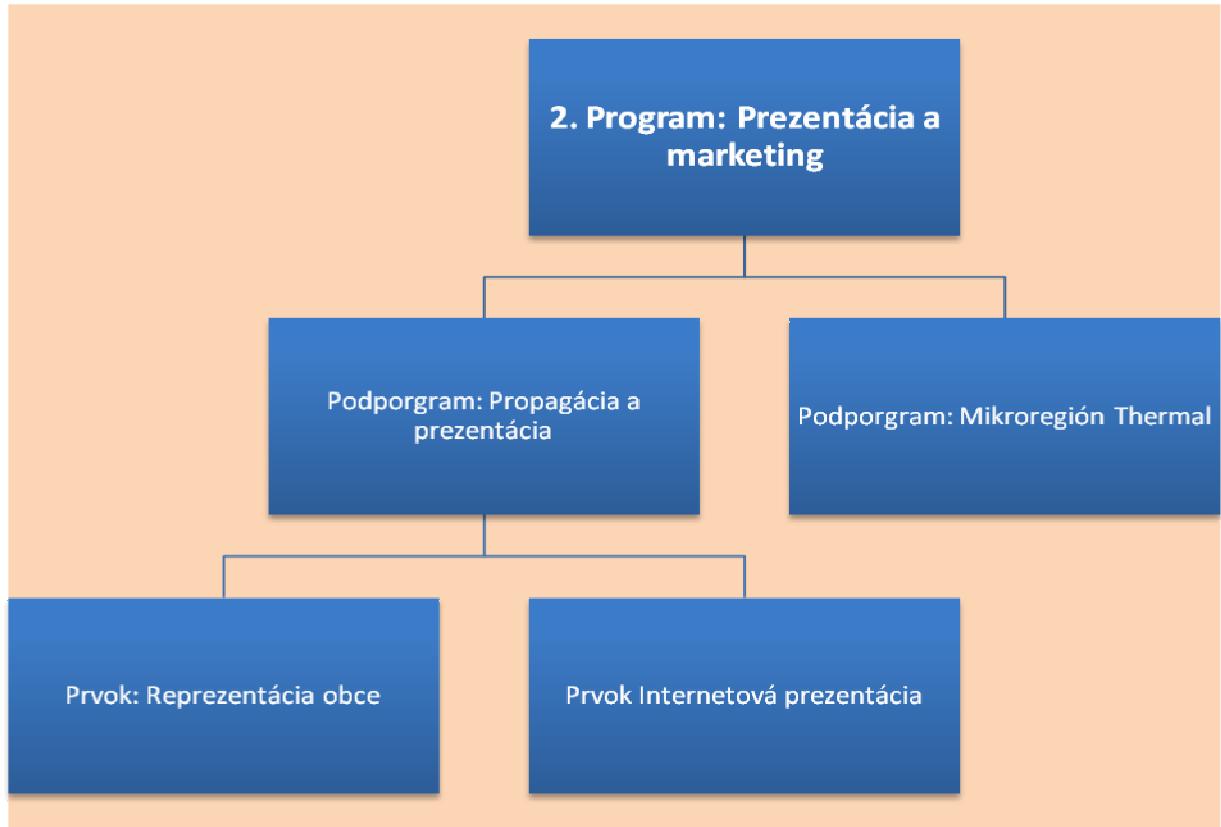 2. Program: Prezentácia a
marketing
Podporgram: Propagácia a
prezentácia
Podporgram: Mikroregión Thermal
Prvok: Reprezentácia obce
Prvok Internetová prezentácia